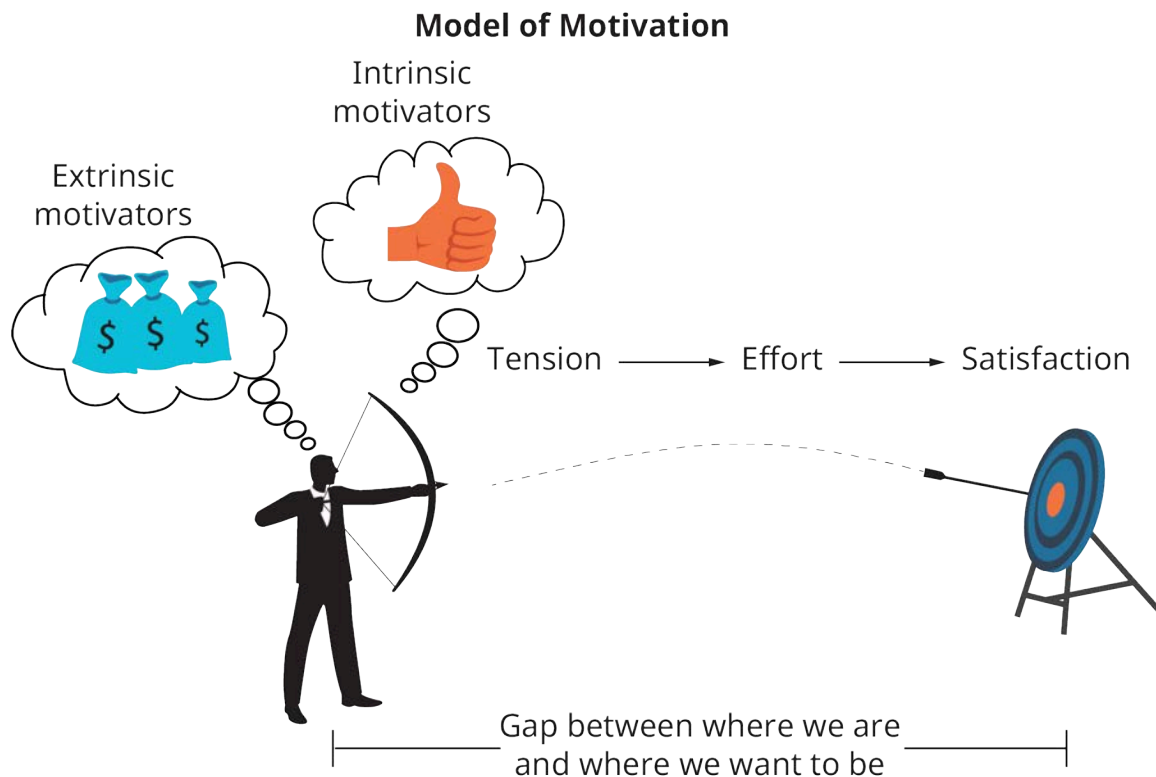 Model of Motivation
Intrinsic
motivators
Extrinsic
motivators
$ $ $
Tension Effort Satisfaction
Gap between where we are
and where we want to be